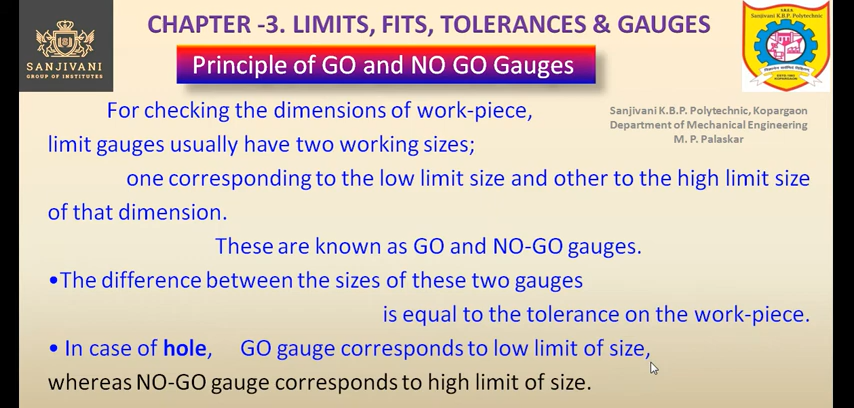 SANJIVANI
GROUP OF INSTITUTES
CHAPTER -3. LIMITS, FITS, TOLERANCES & GAUGES
Principle of GO and NO GO Gauges
Sanjivani K.B.P. Polytechnic
For checking the dimensions of work-piece,
Sanjivani K.B.P. Polytechnic, Kopargaon
Department of Mechanical Engineering
M. P. Palaskar
limit gauges usually have two working sizes;
one corresponding to the low limit size and other to the high limit size
of that dimension.
These are known as GO and NO-GO gauges.
•The difference between the sizes of these two gauges
is equal to the tolerance on the work-piece.
• In case of hole, GO gauge corresponds to low limit of size,
whereas NO-GO gauge corresponds to high limit of size.